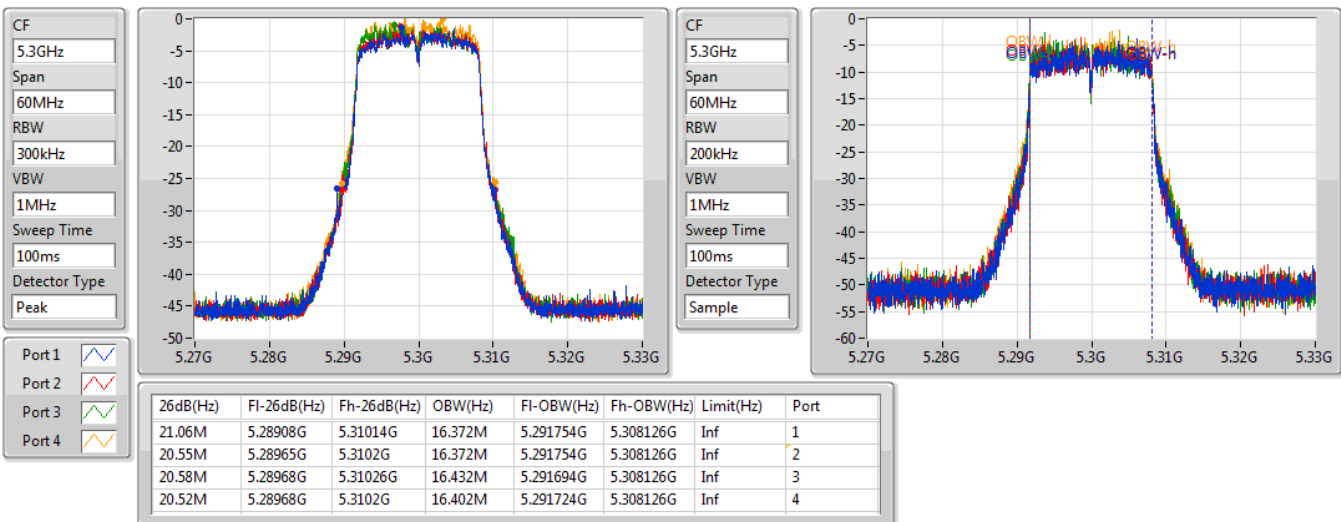 CF
5.3GHz
Span
60MHz
RBW
300kHz
VBW
1MHz
Sweep Time
100ms
Detector Type
Peak
0
-5
-10
-15
-20
-25
-30
-35
-40
-45
-50
5.27G 5.28G 5.29G 5.3G 5.31G 5.32G 5.33G
CF
5.3GHz
Span
60MHz
RBW
200kHz
VBW
1MHz
Sweep Time
100ms
Detector Type
Sample
0
-5
-10
-15
-20
-25
-30
-35
-40
-45
-50
-55
-60
OBW-h
5.27G 5.28G 5.29G 5.3G 5.31G 5.32G 5.33G
Port 1
Port 2
Port 3
Port 4
26dB(Hz) Fl-26dB(Hz) Fh-26dB(Hz) OBW(Hz) Fl-OBW(Hz) Fh-OBW(Hz) Limit(Hz) Port
21.06M 5.28908G 5.31014G 16.372M 5.291754G 5.308126G Inf 1
20.55M 5.28965G 5.3102G 16.372M 5.291754G 5.308126G Inf 2
20.58M 5.28968G 5.31026G 16.432M 5.291694G 5.308126G Inf 3
20.52M 5.28968G 5.3102G 16.402M 5.291724G 5.308126G Inf 4